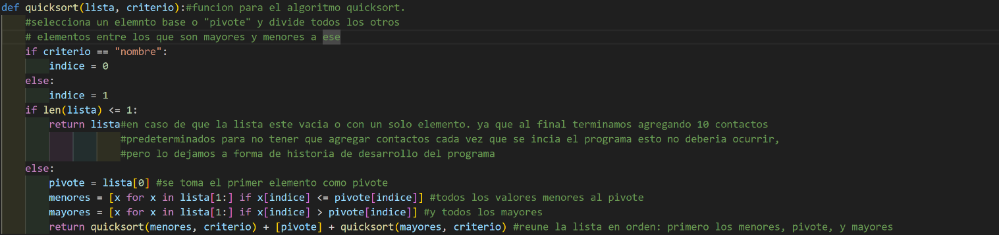 def quicksort(lista, criterio):#funcion para el algoritmo quicksort.
    #selecciona un elemnto base o "pivote" y divide todos los otros
    # elementos entre los que son mayores y menores a ese
    if criterio == "nombre":
        indice = 0
    else:
        indice = 1
    if len(lista) <= 1:
        return lista#en caso de que la lista este vacia o con un solo elemento. ya que al final terminamos agregando 10 contactos
                    #predeterminados para no tener que agregar contactos cada vez que se incia el programa esto no deberia ocurrir,
                    #pero lo dejamos a forma de historia de desarrollo del programa
    else:
        pivote = lista[0] #se toma el primer elemento como pivote
        menores = [x for x in lista[1:] if x[indice] <= pivote[indice]] #todos los valores menores al pivote
        mayores = [x for x in lista[1:] if x[indice] > pivote[indice]] #y todos los mayores
        return quicksort(menores, criterio) + [pivote] + quicksort(mayores, criterio) #reune la lista en orden: primero los menores, pivote, y mayores